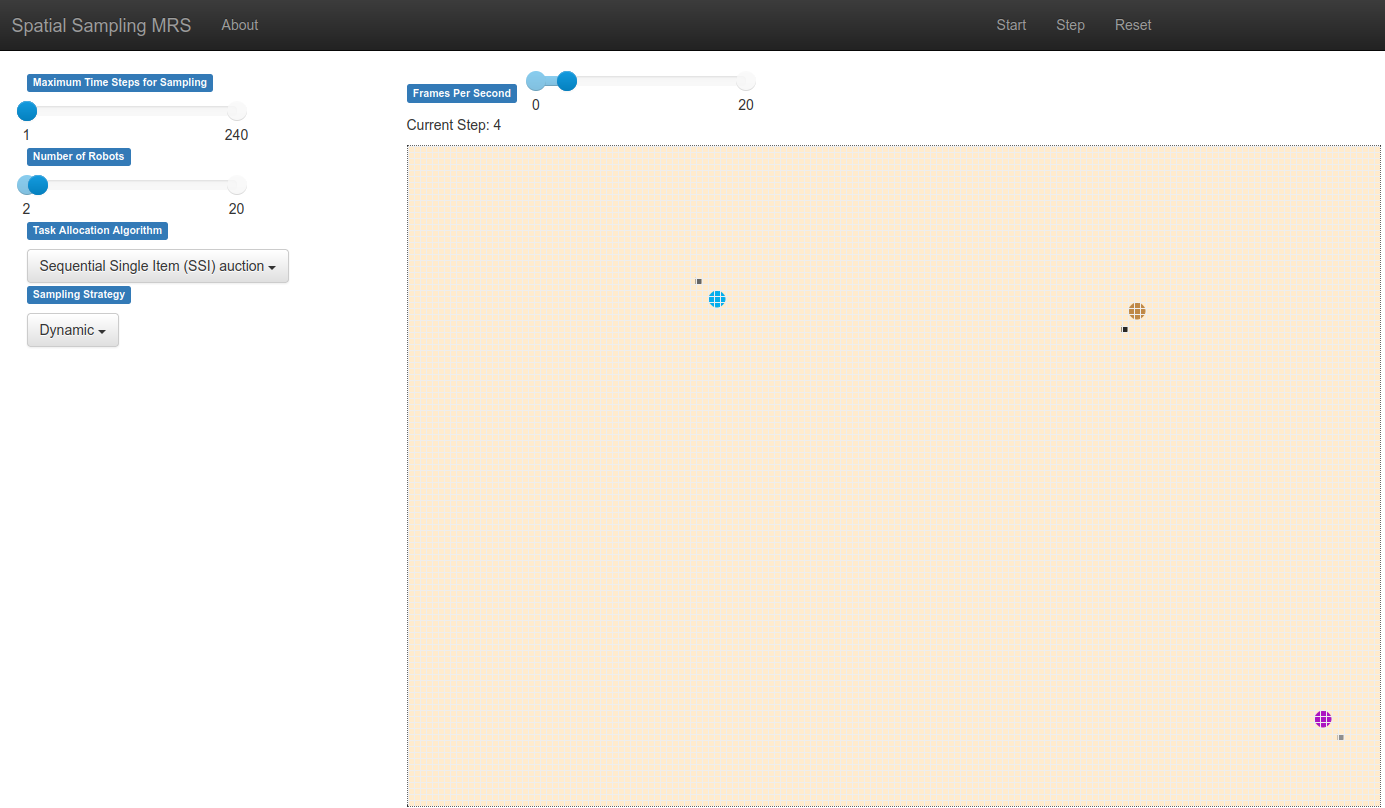 Spatial Sampling MRS About Start Step Reset
Maximum Time Steps for Sampling
1 240
Number of Robots
2 20
Task Allocation Algorithm
Sequential Single Item (SSI) auction
Sampling Strategy
Dynamic
Frames Per Second
0 20
Current Step: 4